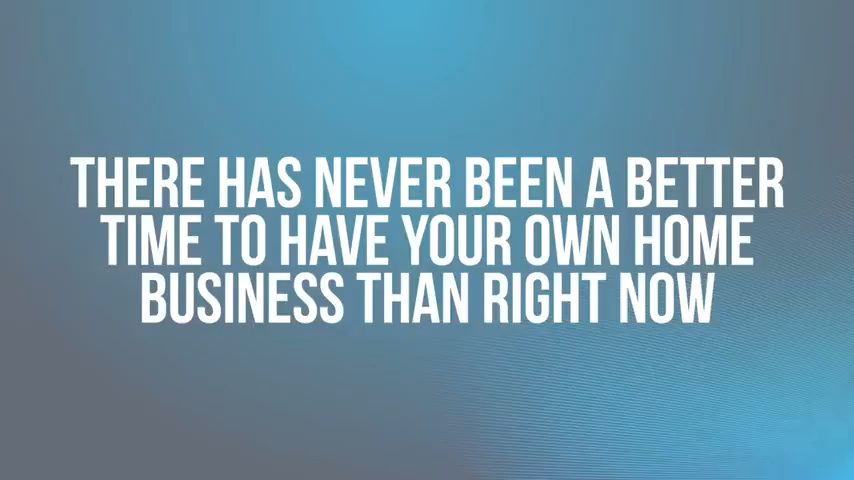 THERE HAS NEVER BEEN A BETTER
TIME TO HAVE YOUR OWN HOME
BUSINESS THAN RIGHT NOW